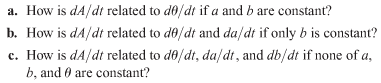 a. How is dA/dt related to dθ/dt if a and b are constant?
b. How is dA/dt related to dθ/dt and da/dt if only b is constant?
c. How is dA/dt related to dθ/dt, da/dt, and db/dt if none of a,
b, and θ are constant?